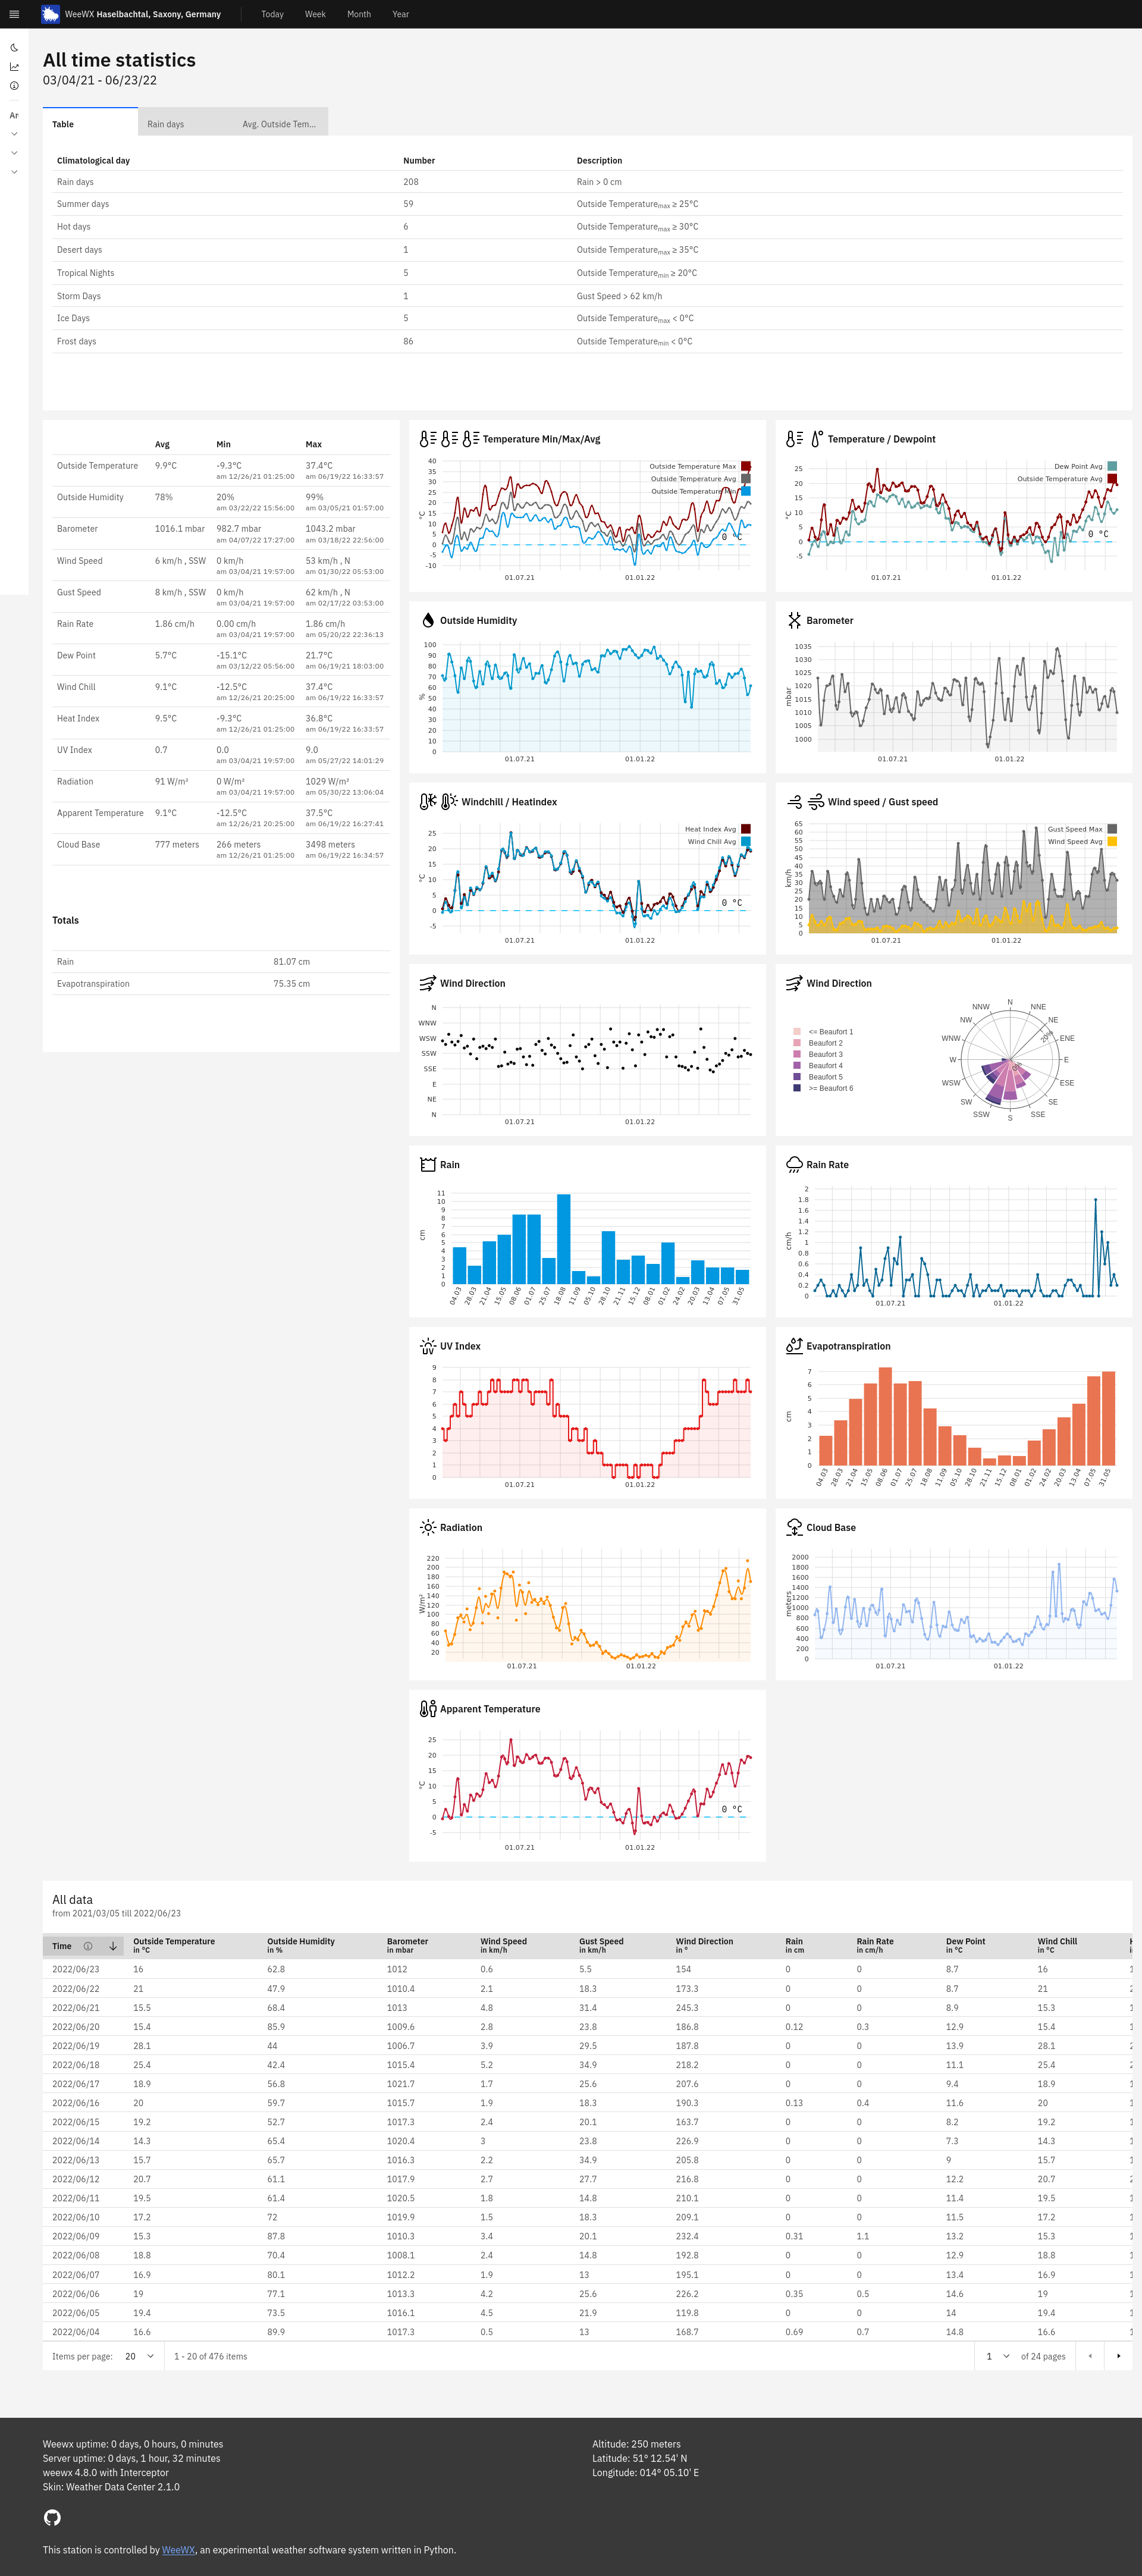 WeeWX Haselbachtal, Saxony, Germany Today Week Month Year
All time statistics
03/04/21 - 06/23/22
Ar
Table Rain days Avg. Outside Tem...
Climatological day Number Description
Rain days 208 Rain > 0 cm
Summer days 59 Outside Temperaturemax ≥ 25°C
Hot days 6 Outside Temperaturemax ≥ 30°C
Desert days 1 Outside Temperaturemax ≥ 35°C
Tropical Nights 5 Outside Temperaturemin ≥ 20°C
Storm Days 1 Gust Speed > 62 km/h
Ice Days 5 Outside Temperaturemax < 0°C
Frost days 86 Outside Temperaturemin < 0°C
Avg Min Max
Outside Temperature 9.9°C -9.3°C 37.4°C
am 12/26/21 01:25:00 am 06/19/22 16:33:57
Outside Humidity 78% 20% 99%
am 03/22/22 15:56:00 am 03/05/21 01:57:00
Barometer 1016.1 mbar 982.7 mbar 1043.2 mbar
am 04/07/22 17:27:00 am 03/18/22 22:56:00
Wind Speed 6 km/h , SSW 0 km/h 53 km/h , N
am 03/04/21 19:57:00 am 01/30/22 05:53:00
Gust Speed 8 km/h , SSW 0 km/h 62 km/h , N
am 03/04/21 19:57:00 am 02/17/22 03:53:00
Rain Rate 1.86 cm/h 0.00 cm/h 1.86 cm/h
am 03/04/21 19:57:00 am 05/20/22 22:36:13
Dew Point 5.7°C -15.1°C 21.7°C
am 03/12/22 05:56:00 am 06/19/21 18:03:00
Wind Chill 9.1°C -12.5°C 37.4°C
am 12/26/21 20:25:00 am 06/19/22 16:33:57
Heat Index 9.5°C -9.3°C 36.8°C
am 12/26/21 01:25:00 am 06/19/22 16:33:57
UV Index 0.7 0.0 9.0
am 03/04/21 19:57:00 am 05/27/22 14:01:29
Radiation 91 W/m² 0 W/m² 1029 W/m²
am 03/04/21 19:57:00 am 05/30/22 13:06:04
Apparent Temperature 9.1°C -12.5°C 37.5°C
am 12/26/21 20:25:00 am 06/19/22 16:27:41
Cloud Base 777 meters 266 meters 3498 meters
am 12/26/21 01:25:00 am 06/19/22 16:34:57
Totals
Rain 81.07 cm
Evapotranspiration 75.35 cm
Temperature Min/Max/Avg
Outside Temperature Max
Outside Temperature Avg
Outside Temperature Min
°C
40
35
30
25
20
15
10
5
0
-5
-10
0 °C
01.07.21 01.01.22
Temperature / Dewpoint
Dew Point Avg
Outside Temperature Avg
°C
25
20
15
10
5
0
-5
0 °C
01.07.21 01.01.22
Outside Humidity
%
100
90
80
70
60
50
40
30
20
10
0
01.07.21 01.01.22
Barometer
mbar
1035
1030
1025
1020
1015
1010
1005
1000
01.07.21 01.01.22
Windchill / Heatindex
Heat Index Avg
Wind Chill Avg
°C
25
20
15
10
5
0
-5
0 °C
01.07.21 01.01.22
Wind speed / Gust speed
Gust Speed Max
Wind Speed Avg
km/h
65
60
55
50
45
40
35
30
25
20
15
10
5
0
01.07.21 01.01.22
Wind Direction
N
WNW
WSW
SSW
SSE
E
NE
N
01.07.21 01.01.22
Wind Direction
<= Beaufort 1
Beaufort 2
Beaufort 3
Beaufort 4
Beaufort 5
>= Beaufort 6
N
NNW NNE
NW NE
WNW ENE
W E
WSW ESE
SW SE
SSW SSE
S
20%
0%
Rain
cm
11
10
9
8
7
6
5
4
3
2
1
0
04.03 28.03 21.04 15.05 08.06 01.07 25.07 18.08 11.09 05.10 28.10 21.11 15.12 08.01 01.02 24.02 20.03 13.04 07.05 31.05
Rain Rate
cm/h
2
1.8
1.6
1.4
1.2
1
0.8
0.6
0.4
0.2
0
01.07.21 01.01.22
UV Index
9
8
7
6
5
4
3
2
1
0
01.07.21 01.01.22
Evapotranspiration
cm
7
6
5
4
3
2
1
0
04.03 28.03 21.04 15.05 08.06 01.07 25.07 18.08 11.09 05.10 28.10 21.11 15.12 08.01 01.02 24.02 20.03 13.04 07.05 31.05
Radiation
W/m²
220
200
180
160
140
120
100
80
60
40
20
01.07.21 01.01.22
Cloud Base
meters
2000
1800
1600
1400
1200
1000
800
600
400
200
0
01.07.21 01.01.22
Apparent Temperature
°C
25
20
15
10
5
0
-5
0 °C
01.07.21 01.01.22
All data
from 2021/03/05 till 2022/06/23
Time Outside Temperature Outside Humidity Barometer Wind Speed Gust Speed Wind Direction Rain Rain Rate Dew Point Wind Chill
in °C in % in mbar in km/h in km/h in ° in cm in cm/h in °C in °C
2022/06/23 16 62.8 1012 0.6 5.5 154 0 0 8.7 16
2022/06/22 21 47.9 1010.4 2.1 18.3 173.3 0 0 8.7 21
2022/06/21 15.5 68.4 1013 4.8 31.4 245.3 0 0 8.9 15.3
2022/06/20 15.4 85.9 1009.6 2.8 23.8 186.8 0.12 0.3 12.9 15.4
2022/06/19 28.1 44 1006.7 3.9 29.5 187.8 0 0 13.9 28.1
2022/06/18 25.4 42.4 1015.4 5.2 34.9 218.2 0 0 11.1 25.4
2022/06/17 18.9 56.8 1021.7 1.7 25.6 207.6 0 0 9.4 18.9
2022/06/16 20 59.7 1015.7 1.9 18.3 190.3 0.13 0.4 11.6 20
2022/06/15 19.2 52.7 1017.3 2.4 20.1 163.7 0 0 8.2 19.2
2022/06/14 14.3 65.4 1020.4 3 23.8 226.9 0 0 7.3 14.3
2022/06/13 15.7 65.7 1016.3 2.2 34.9 205.8 0 0 9 15.7
2022/06/12 20.7 61.1 1017.9 2.7 27.7 216.8 0 0 12.2 20.7
2022/06/11 19.5 61.4 1020.5 1.8 14.8 210.1 0 0 11.4 19.5
2022/06/10 17.2 72 1019.9 1.5 18.3 209.1 0 0 11.5 17.2
2022/06/09 15.3 87.8 1010.3 3.4 20.1 232.4 0.31 1.1 13.2 15.3
2022/06/08 18.8 70.4 1008.1 2.4 14.8 192.8 0 0 12.9 18.8
2022/06/07 16.9 80.1 1012.2 1.9 13 195.1 0 0 13.4 16.9
2022/06/06 19 77.1 1013.3 4.2 25.6 226.2 0.35 0.5 14.6 19
2022/06/05 19.4 73.5 1016.1 4.5 21.9 119.8 0 0 14 19.4
2022/06/04 16.6 89.9 1017.3 0.5 13 168.7 0.69 0.7 14.8 16.6
Items per page: 20 1 - 20 of 476 items 1 of 24 pages
Weewx uptime: 0 days, 0 hours, 0 minutes
Server uptime: 0 days, 1 hour, 32 minutes
weewx 4.8.0 with Interceptor
Skin: Weather Data Center 2.1.0
Altitude: 250 meters
Latitude: 51° 12.54' N
Longitude: 014° 05.10' E
This station is controlled by WeeWX, an experimental weather software system written in Python.